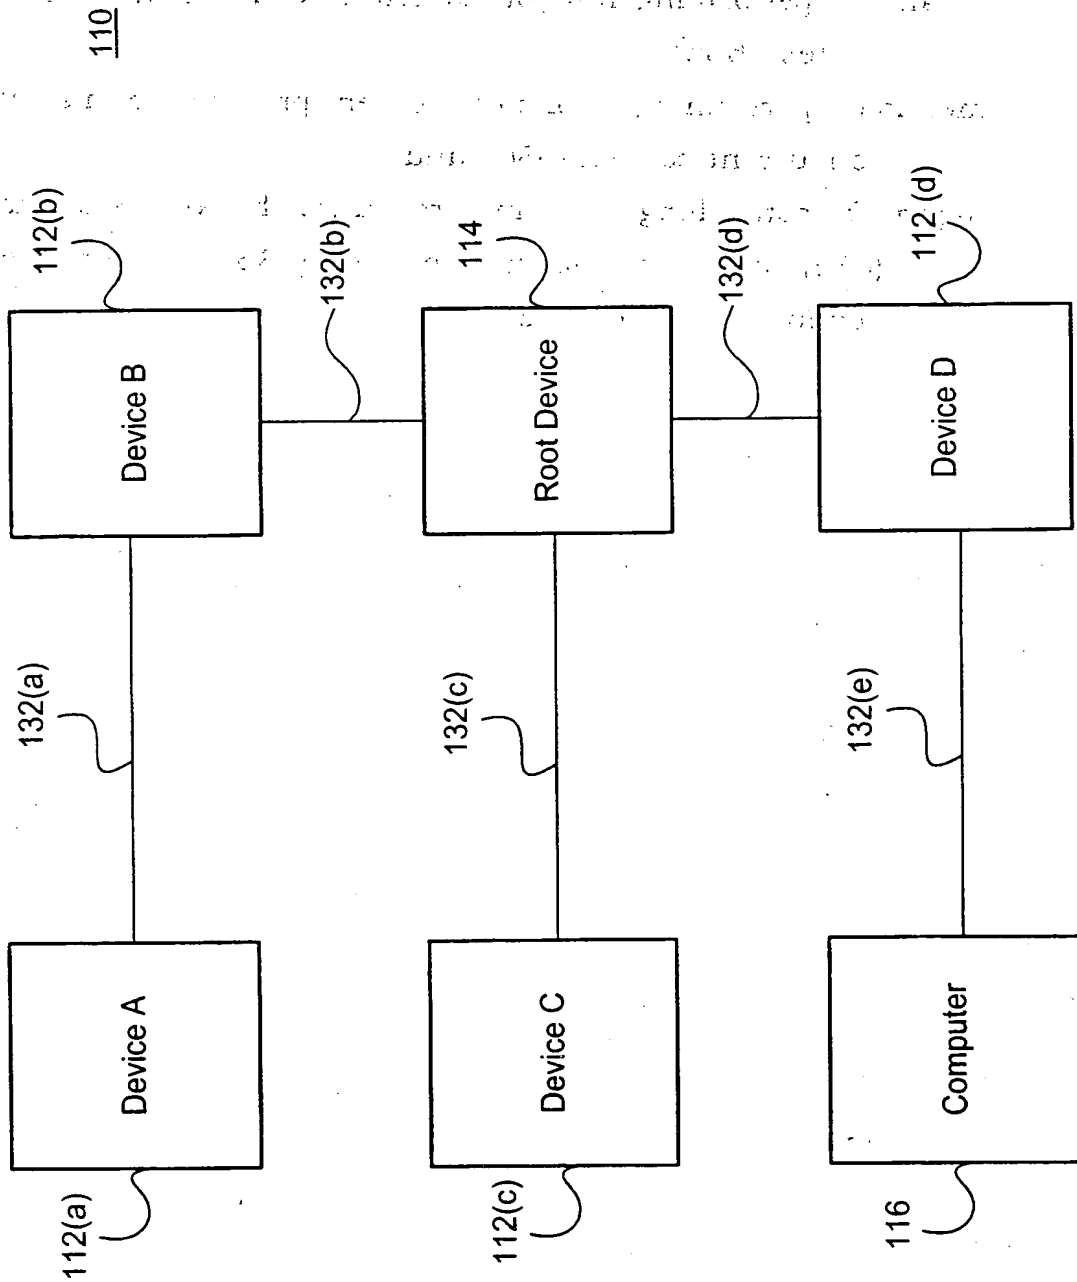 110
112(a)
Device A
132(a)
Device B
112(b)
132(b)
112(c)
Device C
132(c)
Root Device
114
132(d)
116
Computer
132(e)
Device D
112 (d)